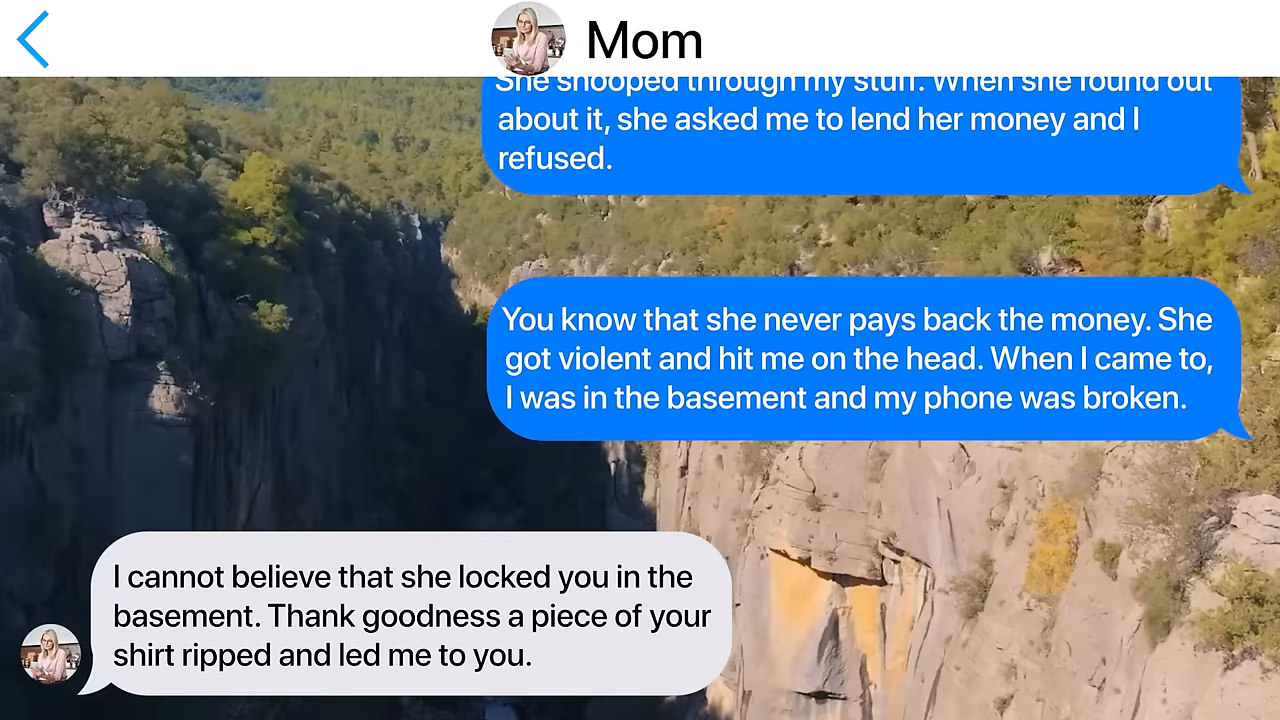 Mom
She snooped through my stuff. When she found out
about it, she asked me to lend her money and I
refused.
You know that she never pays back the money. She
got violent and hit me on the head. When I came to,
I was in the basement and my phone was broken.
I cannot believe that she locked you in the
basement. Thank goodness a piece of your
shirt ripped and led me to you.